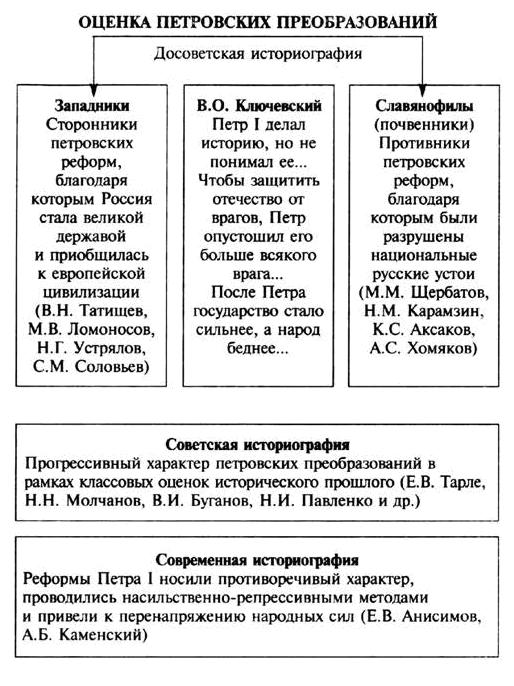 ОЦЕНКА ПЕТРОВСКИХ ПРЕОБРАЗОВАНИЙ
Досоветская историография
Западники
Сторонники
петровских
реформ,
благодаря
которым Россия
стала великой
державой
и приобщилась
к европейской
цивилизации
(В.Н. Татищев,
М.В. Ломоносов,
Н.Г. Устрялов,
С.М. Соловьев)
В.О. Ключевский
Петр I делал
историю, но не
понимал ее...
Чтобы защитить
отечество от
врагов, Петр
опустошил его
больше всякого
врага...
После Петра
государство стало
сильнее, а народ
беднее...
Славянофилы
(почвенники)
Противники
петровских
реформ,
благодаря
которым были
разрушены
национальные
русские устои
(М.М. Щербатов,
Н.М. Карамзин,
К.С. Аксаков,
А.С. Хомяков)
Советская историография
Прогрессивный характер петровских преобразований в
рамках классовых оценок исторического прошлого (Е.В. Тарле,
Н.Н. Молчанов, В.И. Буганов, Н.И. Павленко и др.)
Современная историография
Реформы Петра I носили противоречивый характер,
проводились насильственно-репрессивными методами
и привели к перенапряжению народных сил (Е.В. Анисимов,
А.Б. Каменский)